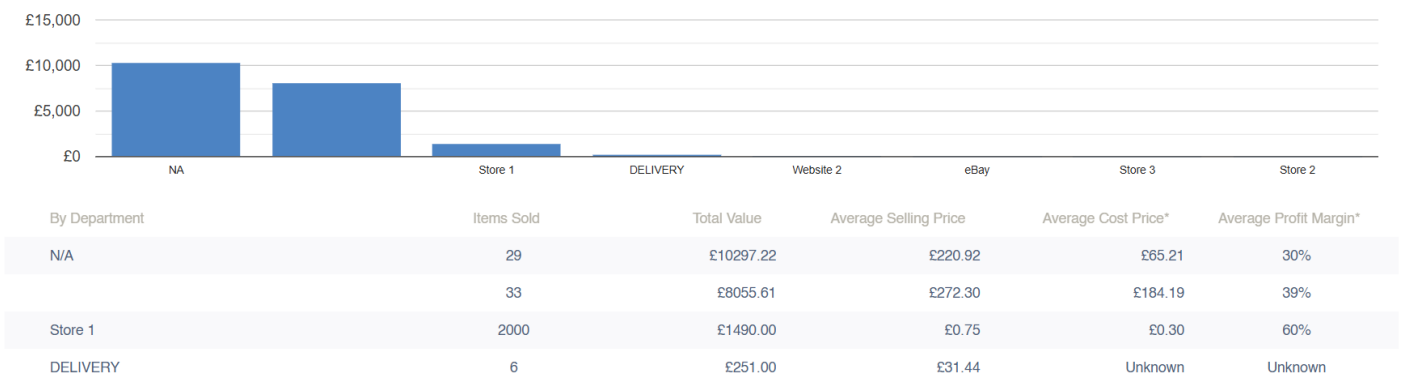 £15,000
£10,000
£5,000
£0
NA Store 1 DELIVERY Website 2 eBay Store 3 Store 2
By Department Items Sold Total Value Average Selling Price Average Cost Price* Average Profit Margin*
N/A 29 £10297.22 £220.92 £65.21 30%
33 £8055.61 £272.30 £184.19 39%
Store 1 2000 £1490.00 £0.75 £0.30 60%
DELIVERY 6 £251.00 £31.44 Unknown Unknown